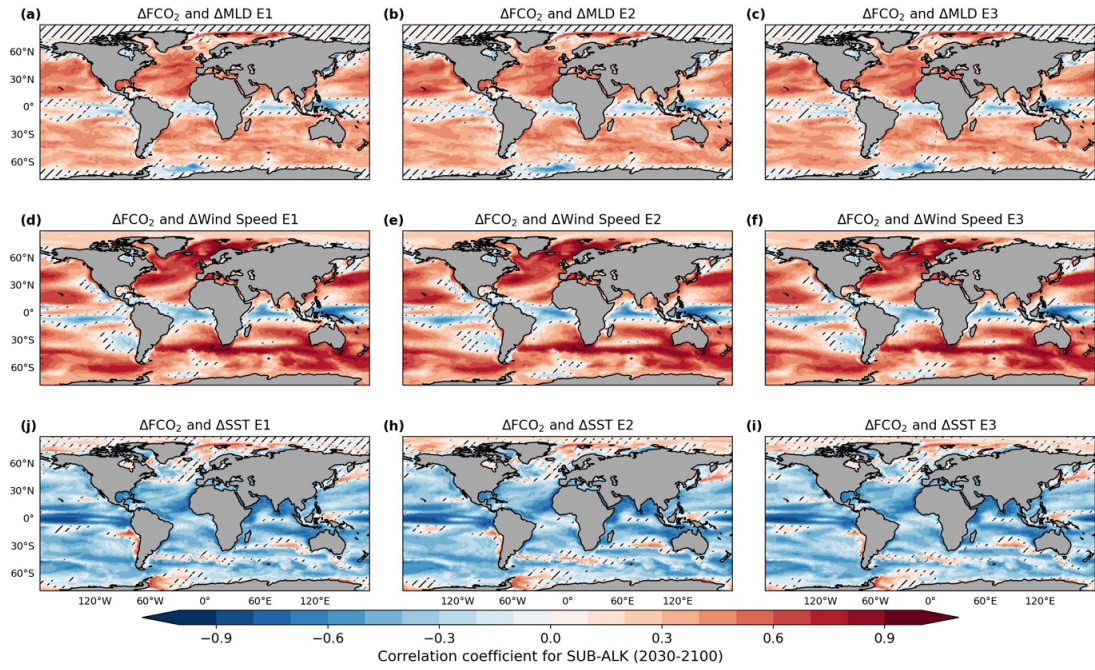 (a) ΔFCO₂ and ΔMLD E1
(b) ΔFCO₂ and ΔMLD E2
(c) ΔFCO₂ and ΔMLD E3
60°N
30°N
0°
30°S
60°S
(d) ΔFCO₂ and ΔWind Speed E1
(e) ΔFCO₂ and ΔWind Speed E2
(f) ΔFCO₂ and ΔWind Speed E3
60°N
30°N
0°
30°S
60°S
(j) ΔFCO₂ and ΔSST E1
(h) ΔFCO₂ and ΔSST E2
(i) ΔFCO₂ and ΔSST E3
60°N
30°N
0°
30°S
60°S
120°W 60°W 0° 60°E 120°E
120°W 60°W 0° 60°E 120°E
120°W 60°W 0° 60°E 120°E
−0.9 −0.6 −0.3 0.0 0.3 0.6 0.9
Correlation coefficient for SUB-ALK (2030-2100)